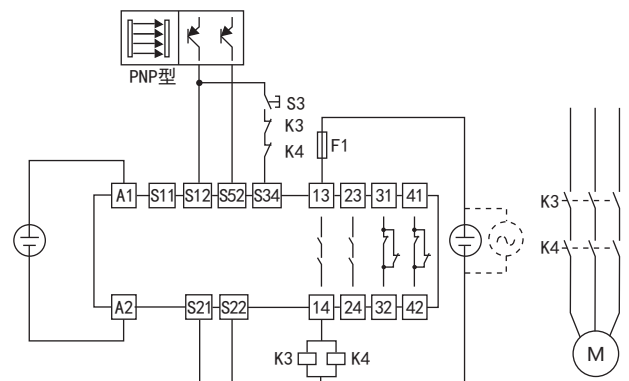 PNP型
S3
K3
K4
F1
A1 S11 S12 S52 S34 13 23 31 41
K3
K4
A2 S21 S22 14 24 32 42
K3 K4
M